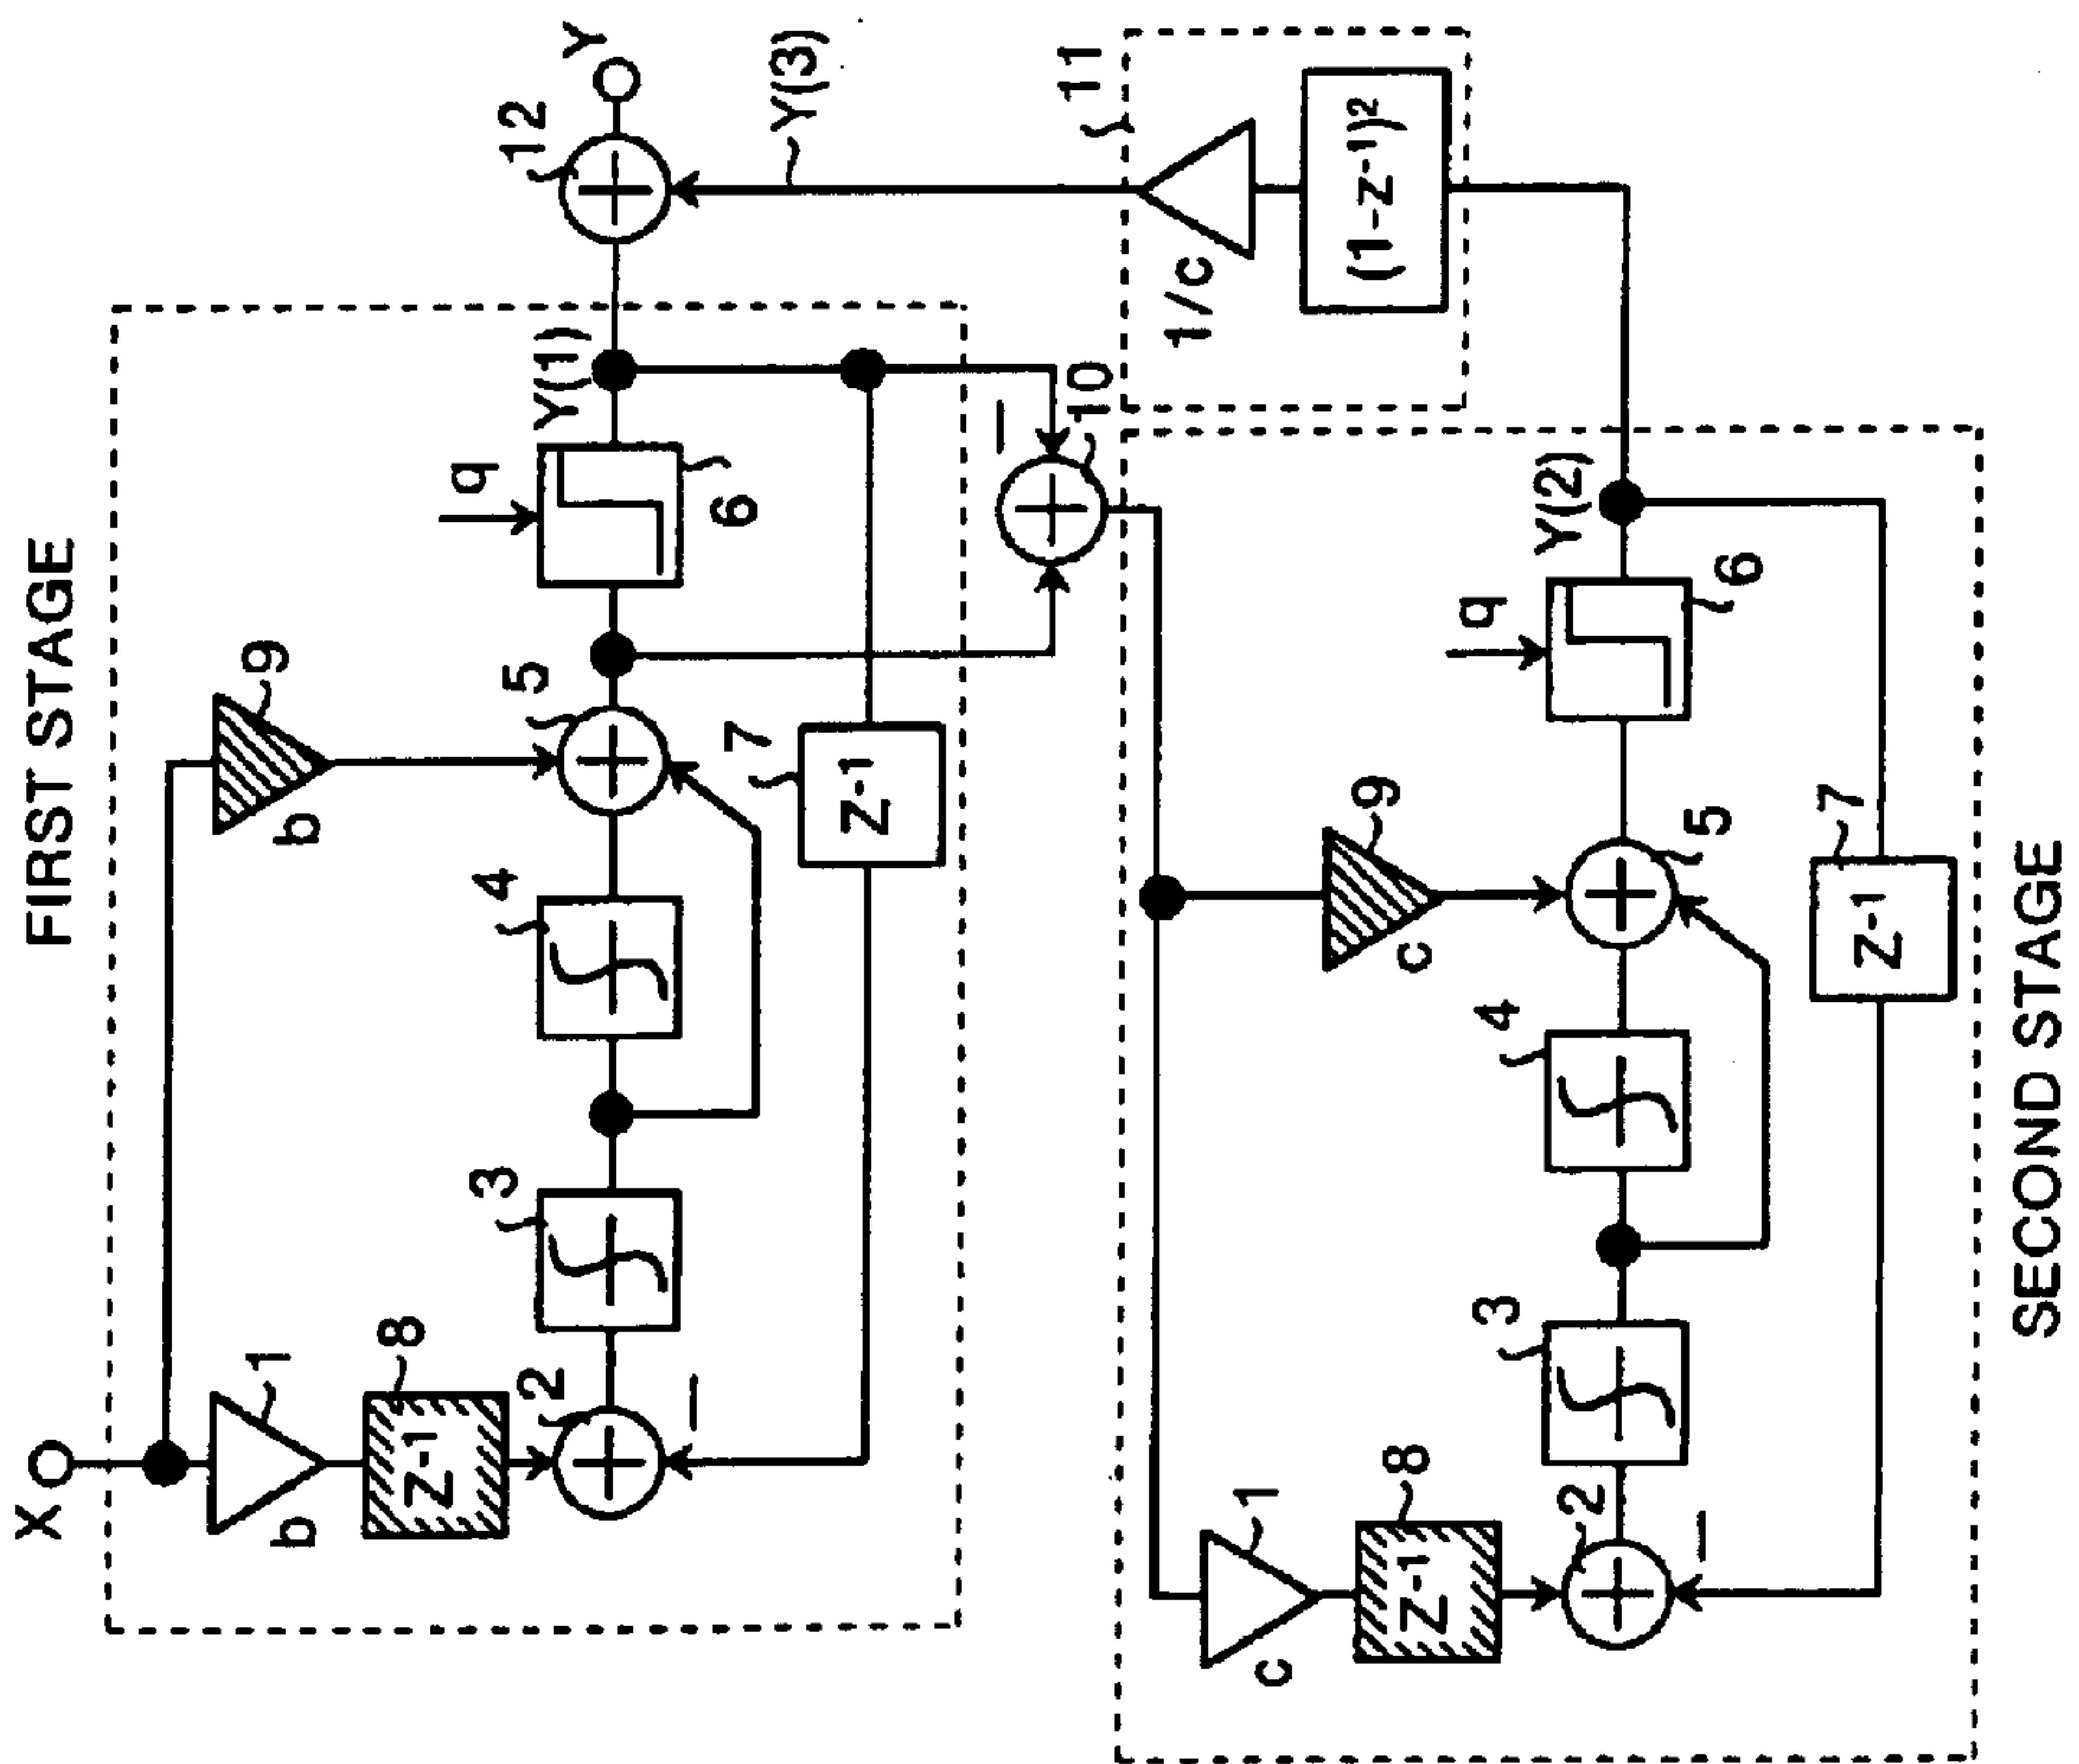 FIRST STAGE
X
1
b
8
z-1
2
—
3
4
9
b
5
7
z-1
q
6
Y(1)
12
Y
Y(3)
10
—
11
1/c
(1-z-1)2
1
c
8
z-1
2
—
3
4
9
c
5
7
z-1
q
6
Y(2)
SECOND STAGE